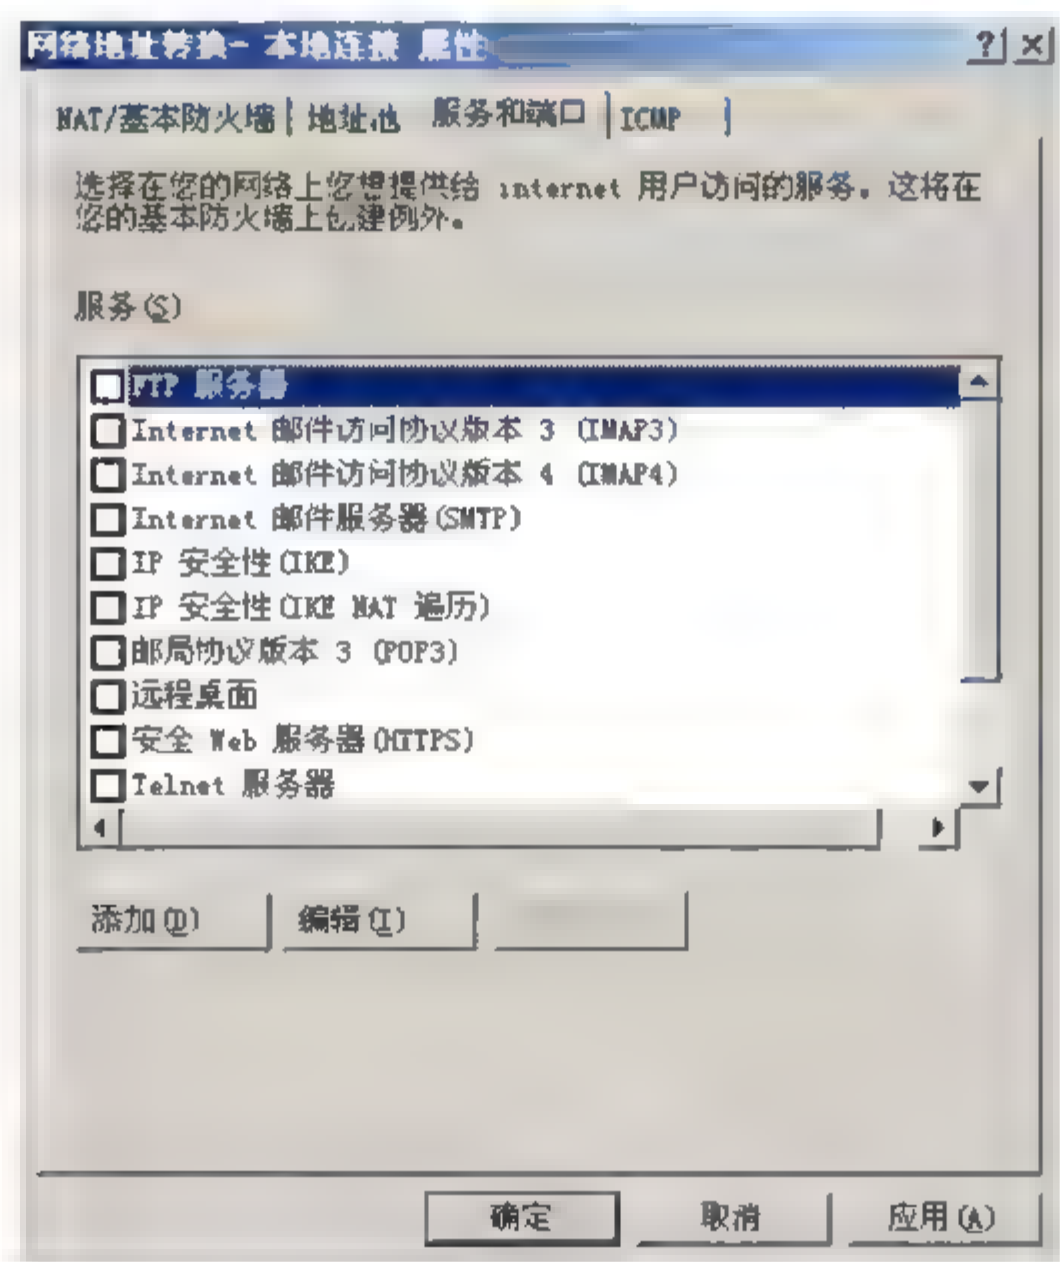 网络地址转换- 本地连接 属性
? ×
NAT/基本防火墙 地址池 服务和端口 ICMP
选择在您的网络上您想提供给 internet 用户访问的服务。这将在
您的基本防火墙上创建例外。
服务(S)
FTP 服务器
Internet 邮件访问协议版本 3 (IMAP3)
Internet 邮件访问协议版本 4 (IMAP4)
Internet 邮件服务器(SMTP)
IP 安全性(IKE)
IP 安全性(IKE NAT 遍历)
邮局协议版本 3 (POP3)
远程桌面
安全 Web 服务器(HTTPS)
Telnet 服务器
添加(D) 编辑(I)
确定 取消 应用(A)